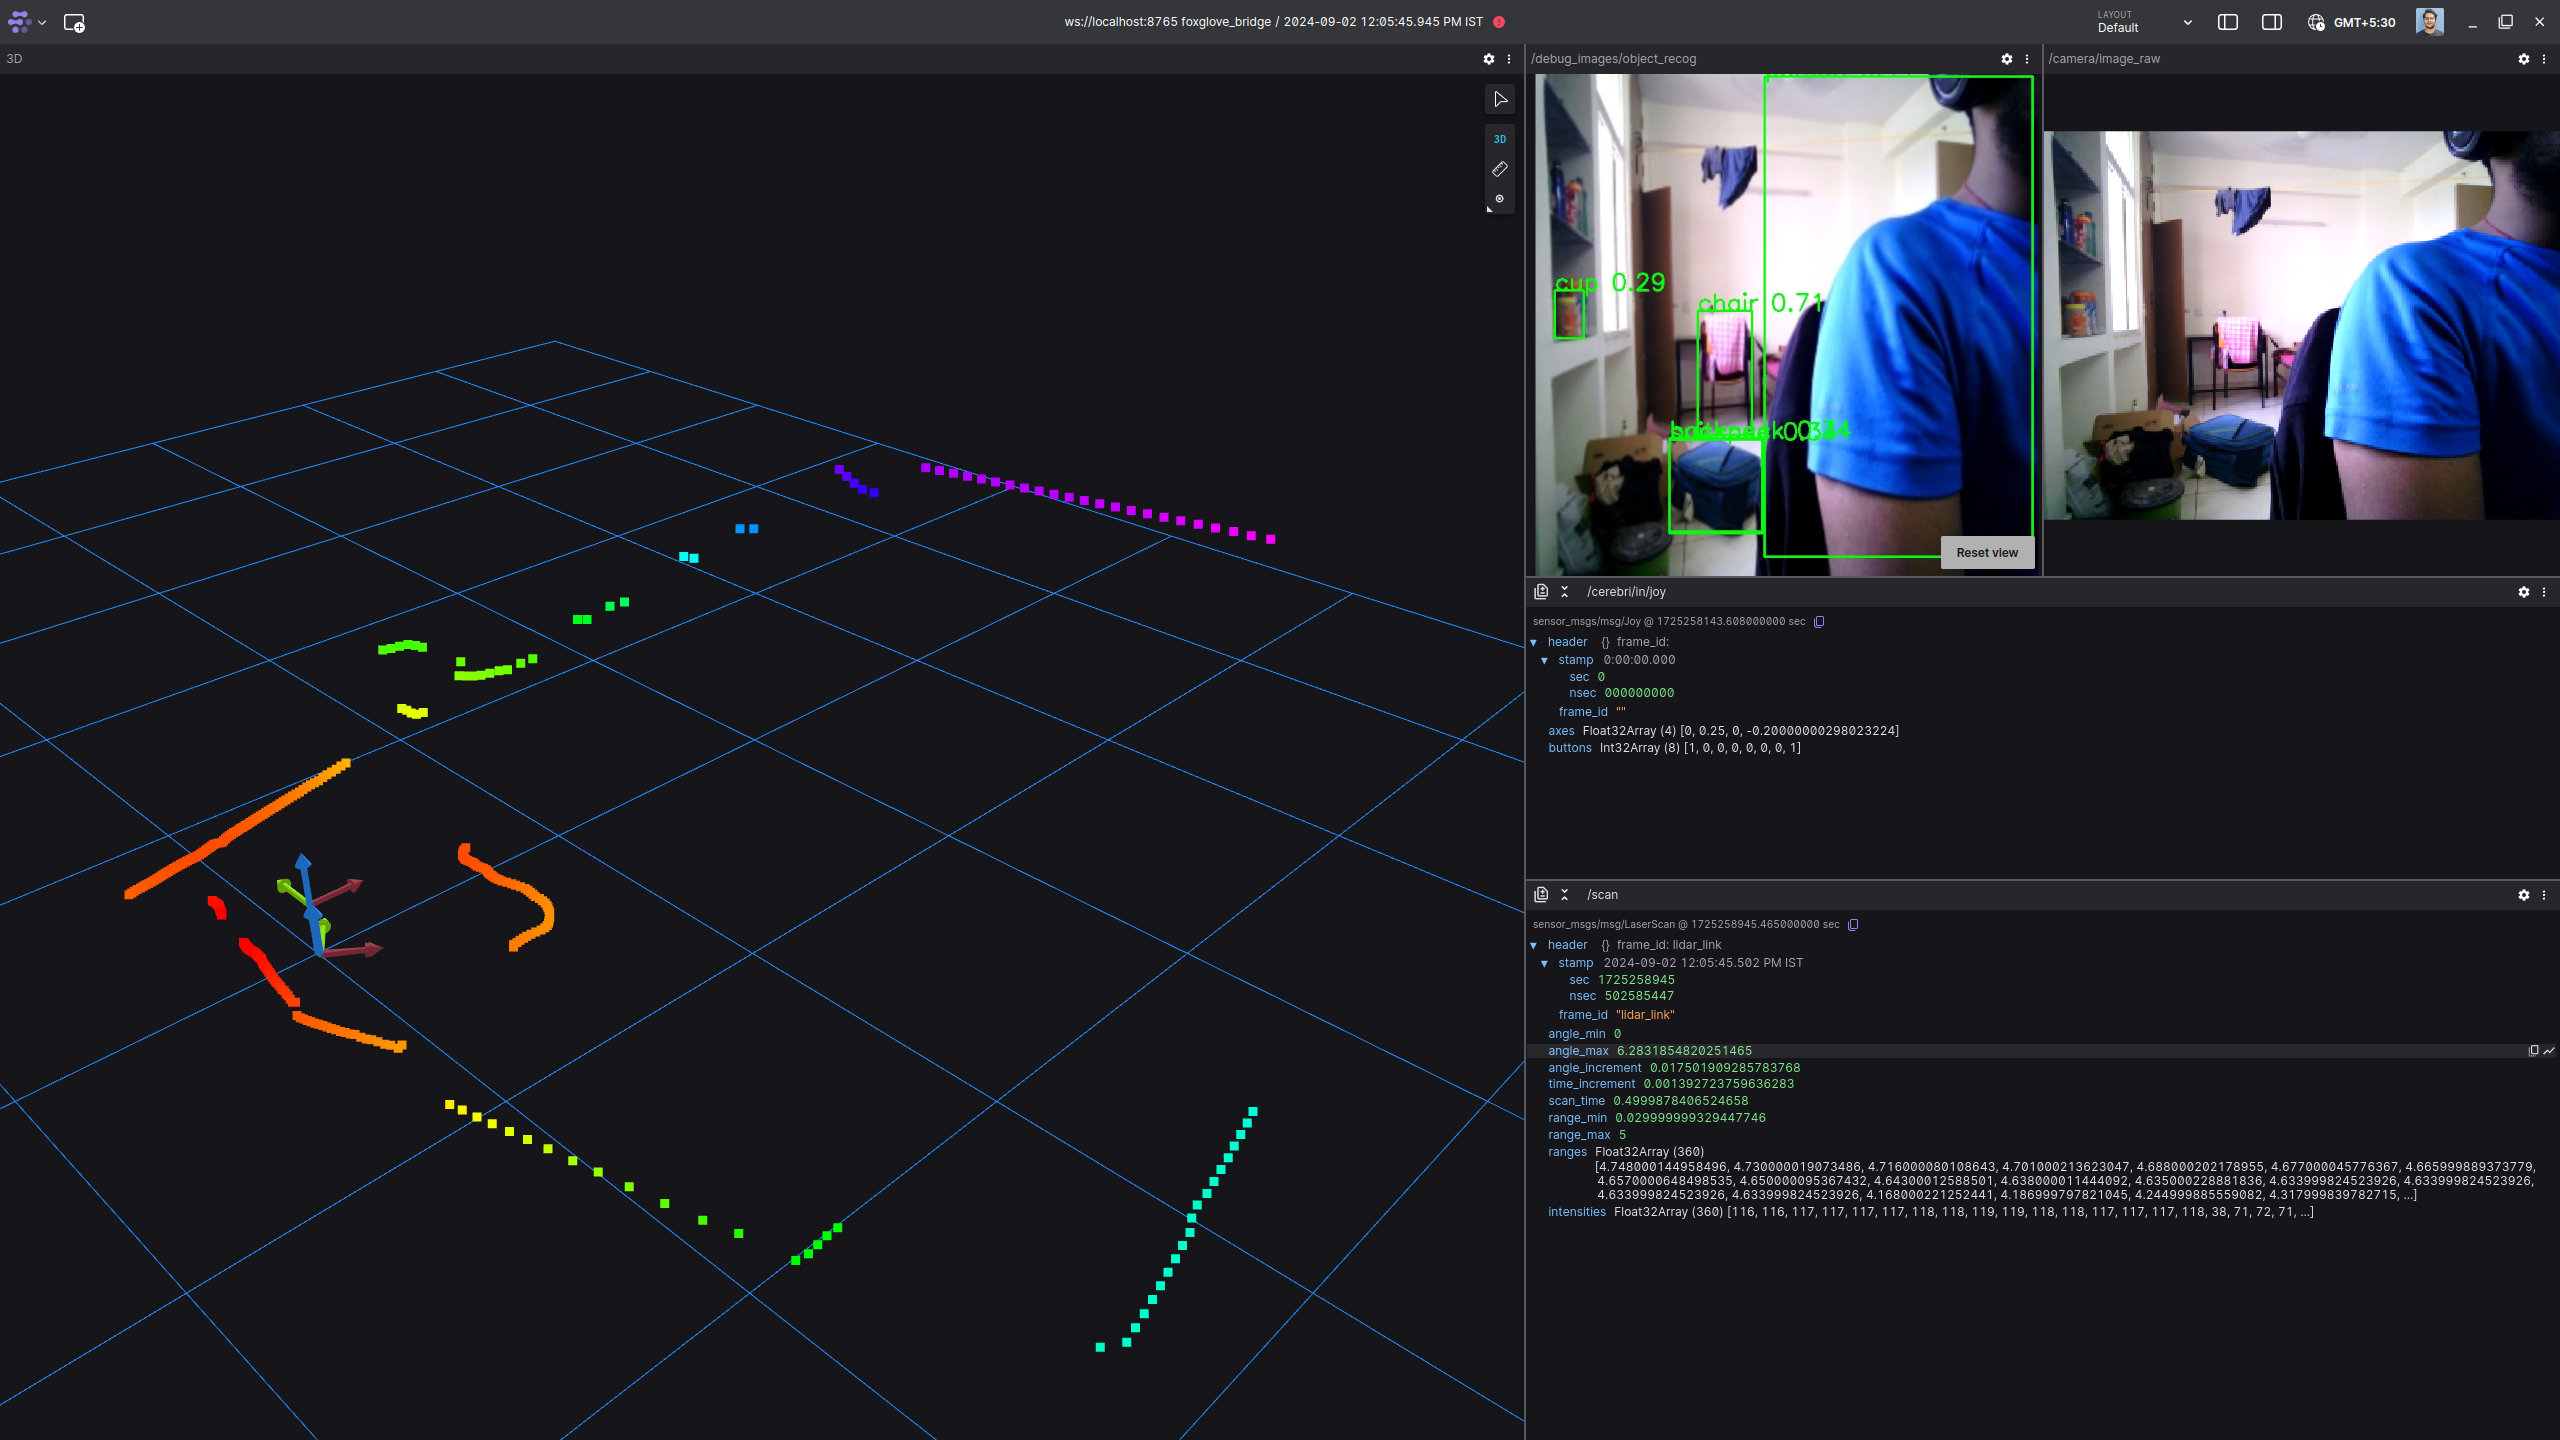 ws://localhost:8765 foxglove_bridge / 2024-09-02 12:05:45.945 PM IST
LAYOUT
Default
GMT+5:30
3D
3D
/debug_images/object_recog
cup 0.29
chair 0.71
Reset view
/camera/image_raw
/cerebri/in/joy
sensor_msgs/msg/Joy @ 1725258143.608000000 sec
header {} frame_id:
stamp 0:00:00.000
sec 0
nsec 000000000
frame_id ""
axes Float32Array (4) [0, 0.25, 0, -0.20000000298023224]
buttons Int32Array (8) [1, 0, 0, 0, 0, 0, 0, 1]
/scan
sensor_msgs/msg/LaserScan @ 1725258945.465000000 sec
header {} frame_id: lidar_link
stamp 2024-09-02 12:05:45.502 PM IST
sec 1725258945
nsec 502585447
frame_id "lidar_link"
angle_min 0
angle_max 6.2831854820251465
angle_increment 0.017501909285783768
time_increment 0.001392723759636283
scan_time 0.4999878406524658
range_min 0.029999999329447746
range_max 5
ranges Float32Array (360)
[4.748000144958496, 4.730000019073486, 4.716000080108643, 4.701000213623047, 4.688000202178955, 4.677000045776367, 4.665999889373779,
4.6570000648498535, 4.650000095367432, 4.64300012588501, 4.638000011444092, 4.635000228881836, 4.633999824523926, 4.633999824523926,
4.633999824523926, 4.633999824523926, 4.168000221252441, 4.186999797821045, 4.244999885559082, 4.317999839782715, ...]
intensities Float32Array (360) [116, 116, 117, 117, 117, 117, 118, 118, 119, 119, 118, 118, 117, 117, 117, 118, 38, 71, 72, 71, ...]